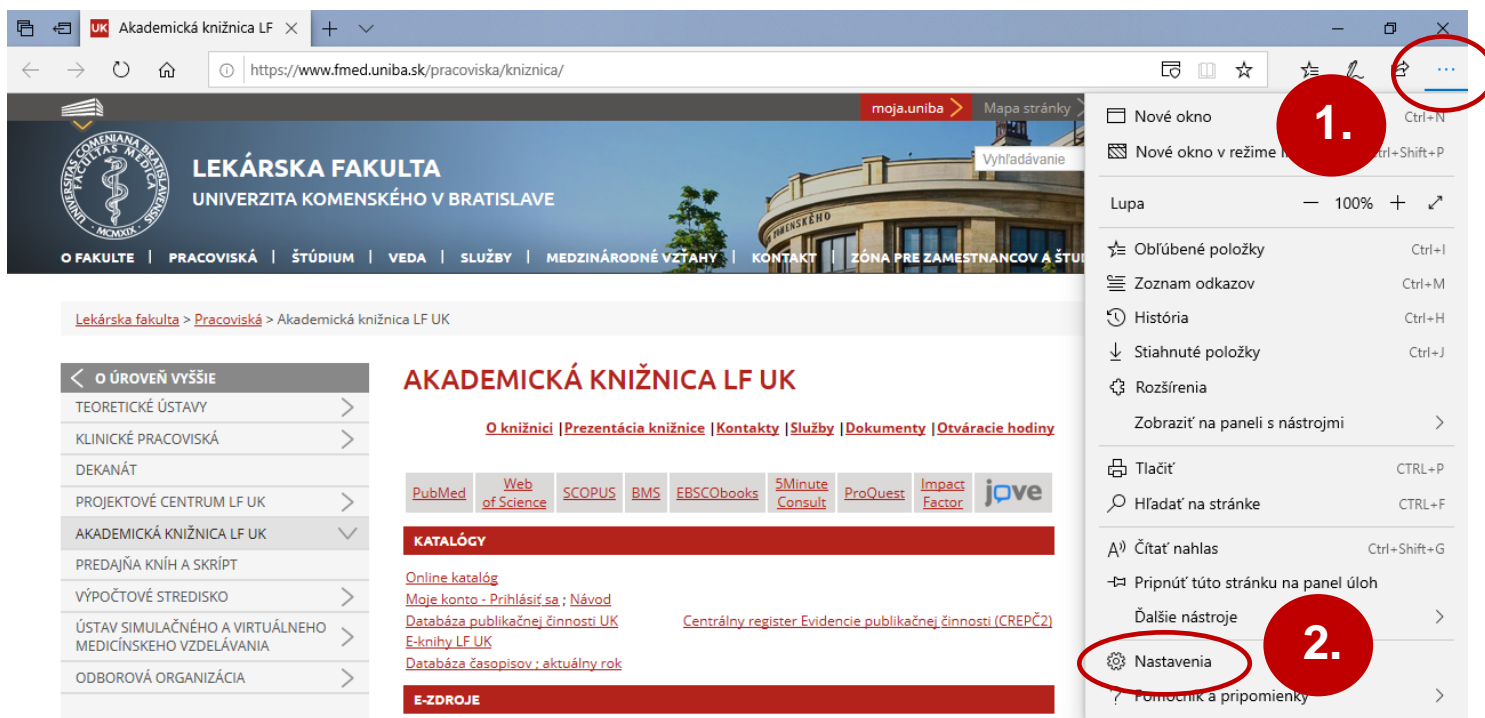 UK Akademická knižnica LF
https://www.fmed.uniba.sk/pracoviska/kniznica/
moja.uniba
Mapa stránky
Vyhľadávanie
LEKÁRSKA FAKULTA
UNIVERZITA KOMENSKÉHO V BRATISLAVE
O FAKULTE | PRACOVISKÁ | ŠTÚDIUM | VEDA | SLUŽBY | MEDZINÁRODNÉ VZŤAHY | KONTAKT | ZÓNA PRE ZAMESTNANCOV A ŠTU
Lekárska fakulta > Pracoviská > Akademická knižnica LF UK
O ÚROVEŇ VYŠŠIE
TEORETICKÉ ÚSTAVY
KLINICKÉ PRACOVISKÁ
DEKANÁT
PROJEKTOVÉ CENTRUM LF UK
AKADEMICKÁ KNIŽNICA LF UK
PREDAJŇA KNÍH A SKRÍPT
VÝPOČTOVÉ STREDISKO
ÚSTAV SIMULAČNÉHO A VIRTUÁLNEHO
MEDICÍNSKEHO VZDELÁVANIA
ODBOROVÁ ORGANIZÁCIA
AKADEMICKÁ KNIŽNICA LF UK
O knižnici |Prezentácia knižnice |Kontakty |Služby |Dokumenty |Otváracie hodiny
PubMed
Web
of Science
SCOPUS
BMS
EBSCObooks
5Minute
Consult
ProQuest
Impact
Factor
jove
KATALÓGY
Online katalóg
Moje konto - Prihlásiť sa ; Návod
Databáza publikačnej činnosti UK
Centrálny register Evidencie publikačnej činnosti (CREPČ2)
E-knihy LF UK
Databáza časopisov ; aktuálny rok
E-ZDROJE
1.
Nové okno Ctrl+N
Nové okno v režime trl+Shift+P
Lupa 100%
Obľúbené položky Ctrl+I
Zoznam odkazov Ctrl+M
História Ctrl+H
Stiahnuté položky Ctrl+J
Rozšírenia
Zobraziť na paneli s nástrojmi
Tlačiť CTRL+P
Hľadať na stránke CTRL+F
Čítať nahlas Ctrl+Shift+G
Pripnúť túto stránku na panel úloh
Ďalšie nástroje
2.
Nastavenia
Pomocník a pripomienky